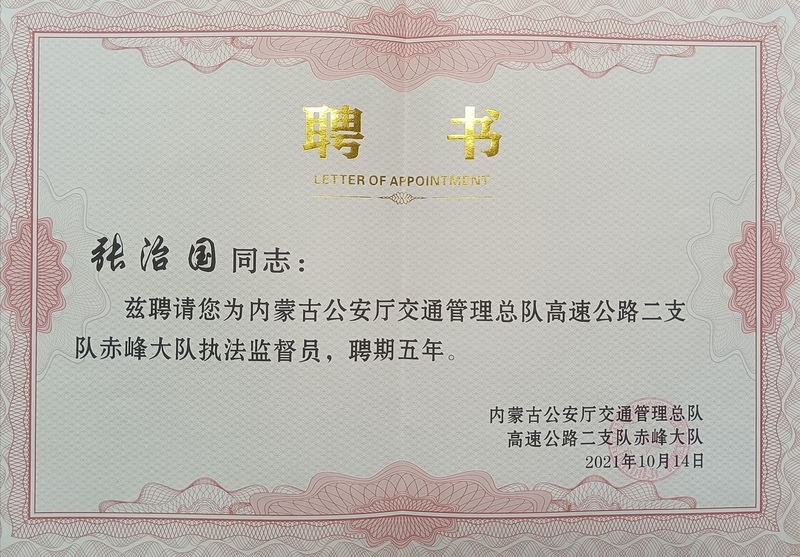 聘 书
LETTER OF APPOINTMENT
张治国 同志：
兹聘请您为内蒙古公安厅交通管理总队高速公路二支
队赤峰大队执法监督员，聘期五年。
内蒙古公安厅交通管理总队
高速公路二支队赤峰大队
2021年10月14日